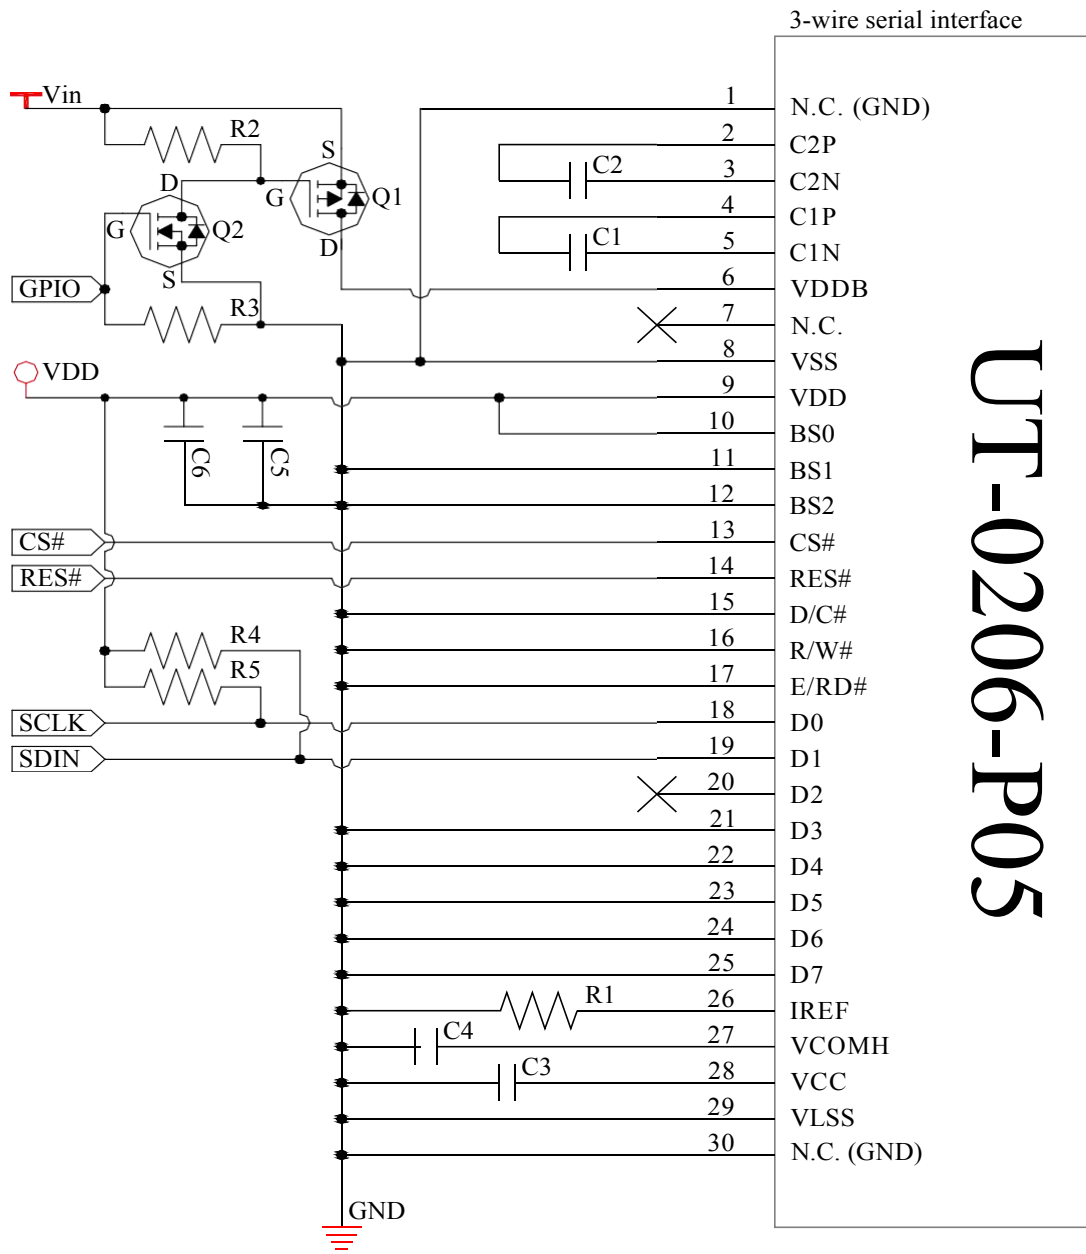 3-wire serial interface
Vin
R2
S
G
Q1
D
D
G
Q2
S
GPIO
R3
VDD
C6
C5
CS#
RES#
R4
R5
SCLK
SDIN
C2
C1
R1
C4
C3
GND
1 N.C. (GND)
2 C2P
3 C2N
4 C1P
5 C1N
6 VDDB
7 N.C.
8 VSS
9 VDD
10 BS0
11 BS1
12 BS2
13 CS#
14 RES#
15 D/C#
16 R/W#
17 E/RD#
18 D0
19 D1
20 D2
21 D3
22 D4
23 D5
24 D6
25 D7
26 IREF
27 VCOMH
28 VCC
29 VLSS
30 N.C. (GND)
UT-0206-P05